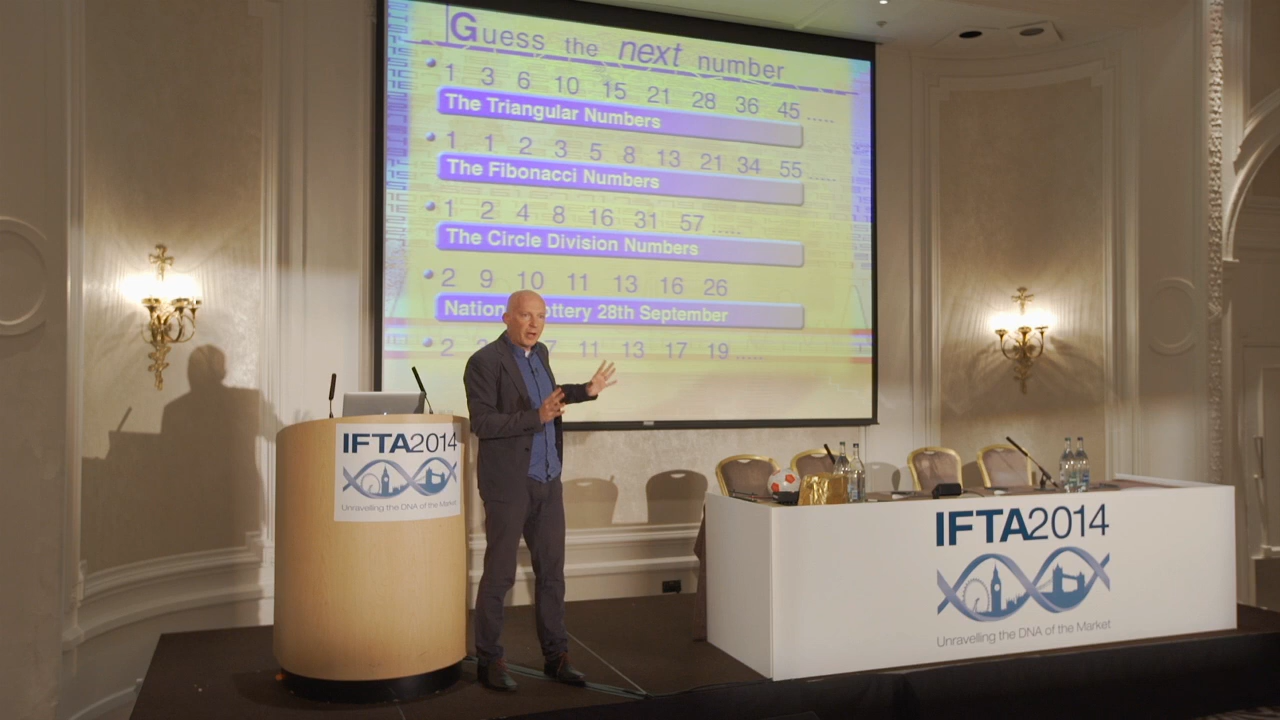 Guess the next number
1 3 6 10 15 21 28 36 45 .....
The Triangular Numbers
1 1 2 3 5 8 13 21 34 55 .....
The Fibonacci Numbers
1 2 4 8 16 31 57 .....
The Circle Division Numbers
2 9 10 11 13 16 26
ottery 28th September
2 7 11 13 17 19 .....
IFTA2014
Unravelling the DNA of the Market
IFTA2014
Unravelling the DNA of the Market